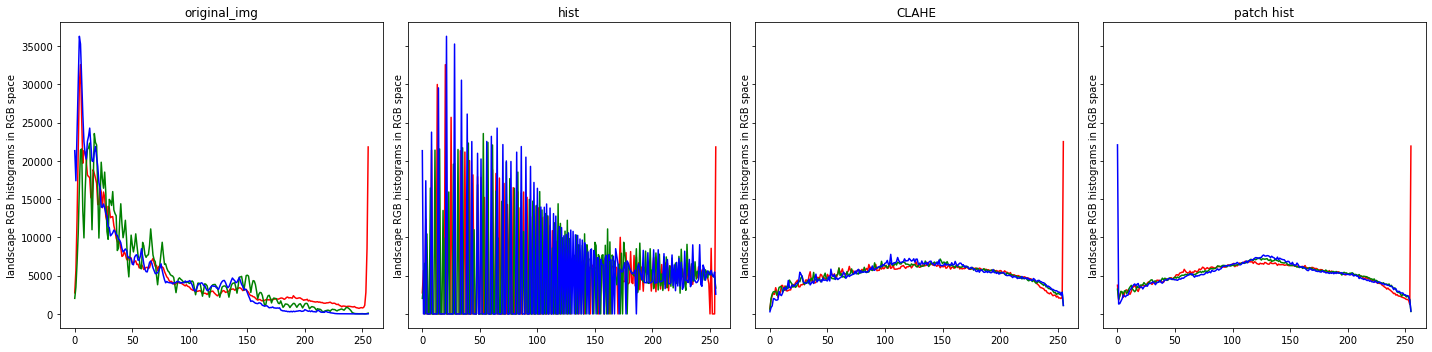 original_img
hist
CLAHE
patch hist
landscape RGB histograms in RGB space
landscape RGB histograms in RGB space
landscape RGB histograms in RGB space
landscape RGB histograms in RGB space
35000
30000
25000
20000
15000
10000
5000
0
0 50 100 150 200 250
0 50 100 150 200 250
0 50 100 150 200 250
0 50 100 150 200 250